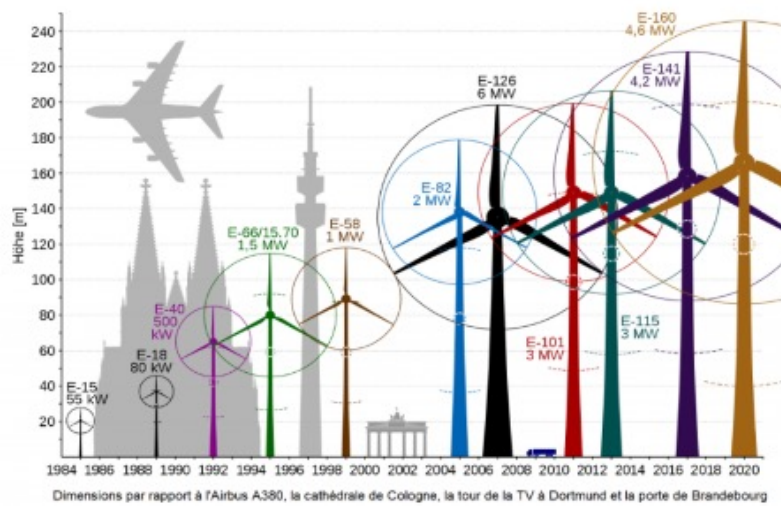 240
220
200
180
160
140
120
100
80
60
40
20
Höhe [m]
E-15
55 kW
E-18
80 kW
E-40
500
kW
E-66/15.70
1,5 MW
E-58
1 MW
E-82
2 MW
E-126
6 MW
E-101
3 MW
E-115
3 MW
E-141
4,2 MW
E-160
4,6 MW
1984 1986 1988 1990 1992 1994 1996 1998 2000 2002 2004 2006 2008 2010 2012 2014 2016 2018 2020
Dimensions par rapport à l'Airbus A380, la cathédrale de Cologne, la tour de la TV à Dortmund et la porte de Brandebourg